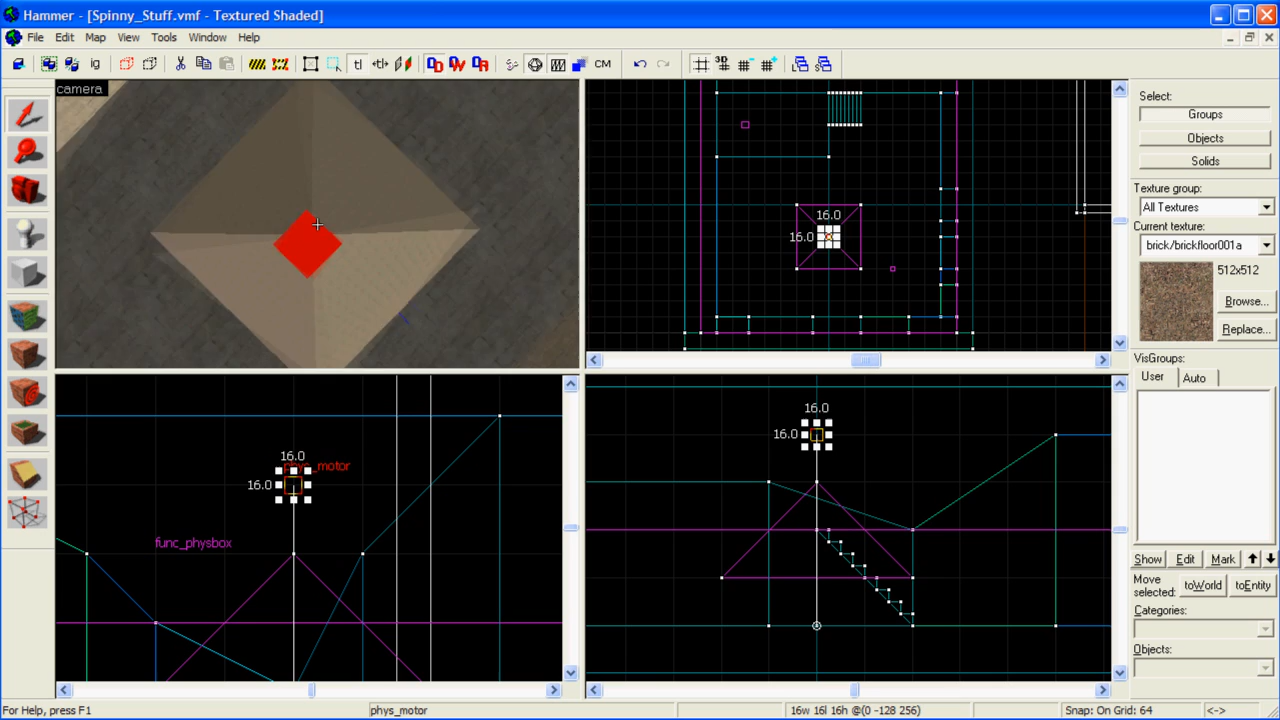 Hammer - [Spinny_Stuff.vmf - Textured Shaded]
File Edit Map View Tools Window Help
ig tl +tl+ CM 3D
camera
16.0
16.0
16.0
phys_motor
16.0
func_physbox
16.0
16.0
Select:
Groups
Objects
Solids
Texture group:
All Textures
Current texture:
brick/brickfloor001a
512x512
Browse...
Replace...
VisGroups:
User Auto
Show Edit Mark
Move selected: toWorld toEntity
Categories:
Objects:
For Help, press F1 phys_motor 16w 16l 16h @(0 -128 256) Snap: On Grid: 64 <->